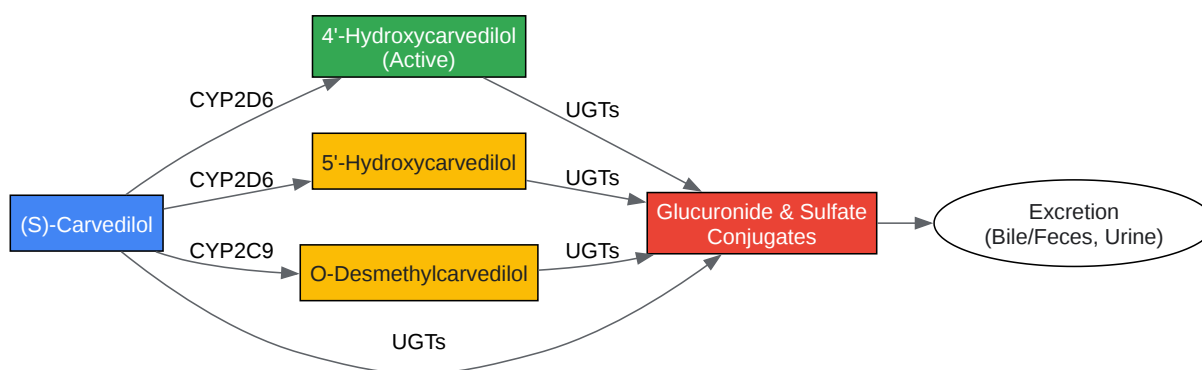 4'-Hydroxycarvedilol
(Active)
CYP2D6
UGTs
5'-Hydroxycarvedilol
CYP2D6
UGTs
(S)-Carvedilol
Glucuronide & Sulfate
Conjugates
Excretion
(Bile/Feces, Urine)
CYP2C9
UGTs
O-Desmethylcarvedilol
UGTs